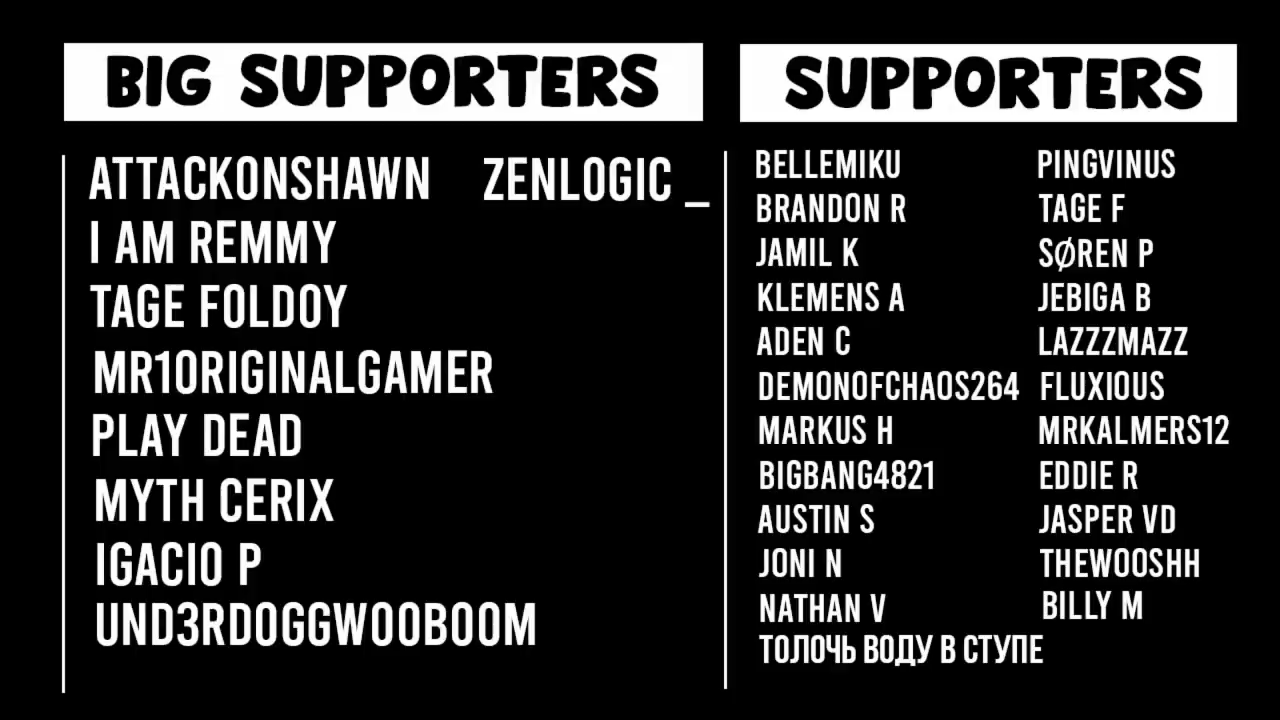 BIG SUPPORTERS
ATTACKONSHAWN
I AM REMMY
TAGE FOLDOY
MR1ORIGINALGAMER
PLAY DEAD
MYTH CERIX
IGACIO P
UND3RDOGGWOOBOOM
ZENLOGIC _
SUPPORTERS
BELLEMIKU
BRANDON R
JAMIL K
KLEMENS A
ADEN C
DEMONOFCHAOS264
MARKUS H
BIGBANG4821
AUSTIN S
JONI N
NATHAN V
ТОЛОЧЬ ВОДУ В СТУПЕ
PINGVINUS
TAGE F
SØREN P
JEBIGA B
LAZZZMAZZ
FLUXIOUS
MRKALMERS12
EDDIE R
JASPER VD
THEWOOSHH
BILLY M